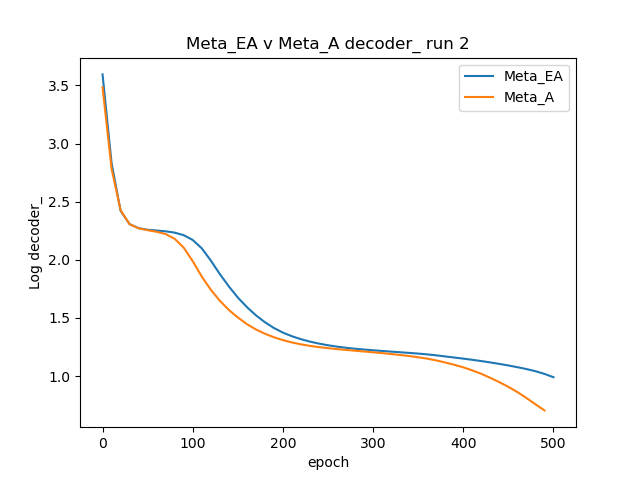 Meta_EA v Meta_A decoder_ run 2
Meta_EA
Meta_A
Log decoder_
3.5
3.0
2.5
2.0
1.5
1.0
0 100 200 300 400 500
epoch